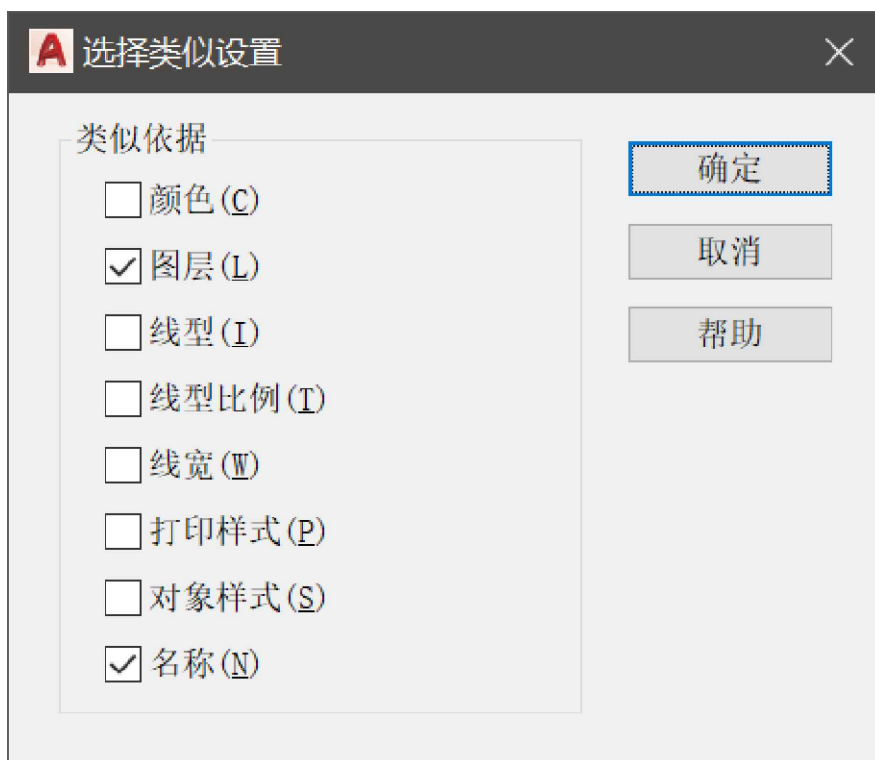 选择类似设置
类似依据
颜色(C)
图层(L)
线型(I)
线型比例(T)
线宽(W)
打印样式(P)
对象样式(S)
名称(N)
确定
取消
帮助